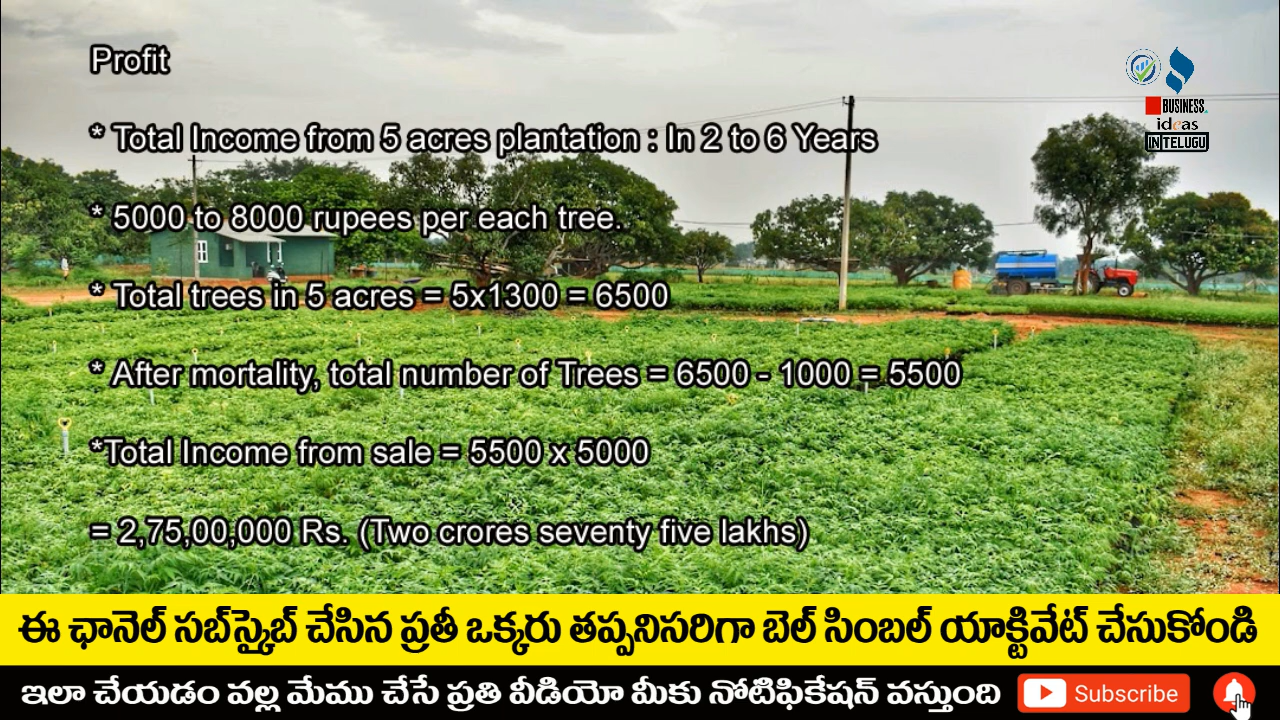 Profit
BUSINESS
ideas
IN TELUGU
* Total Income from 5 acres plantation : In 2 to 6 Years
* 5000 to 8000 rupees per each tree..
* Total trees in 5 acres = 5x1300 = 6500
* After mortality, total number of Trees = 6500 - 1000 = 5500
*Total Income from sale = 5500 x 5000
= 2,75,00,000 Rs. (Two crores seventy five lakhs)
ఈ ఛానెల్ సబ్‌స్క్రైబ్ చేసిన ప్రతీ ఒక్కరు తప్పనిసరిగా బెల్ సింబల్ యాక్టివేట్ చేసుకోండి
ఇలా చేయడం వల్ల మేము చేసే ప్రతి వీడియో మీకు నోటిఫికేషన్ వస్తుంది Subscribe